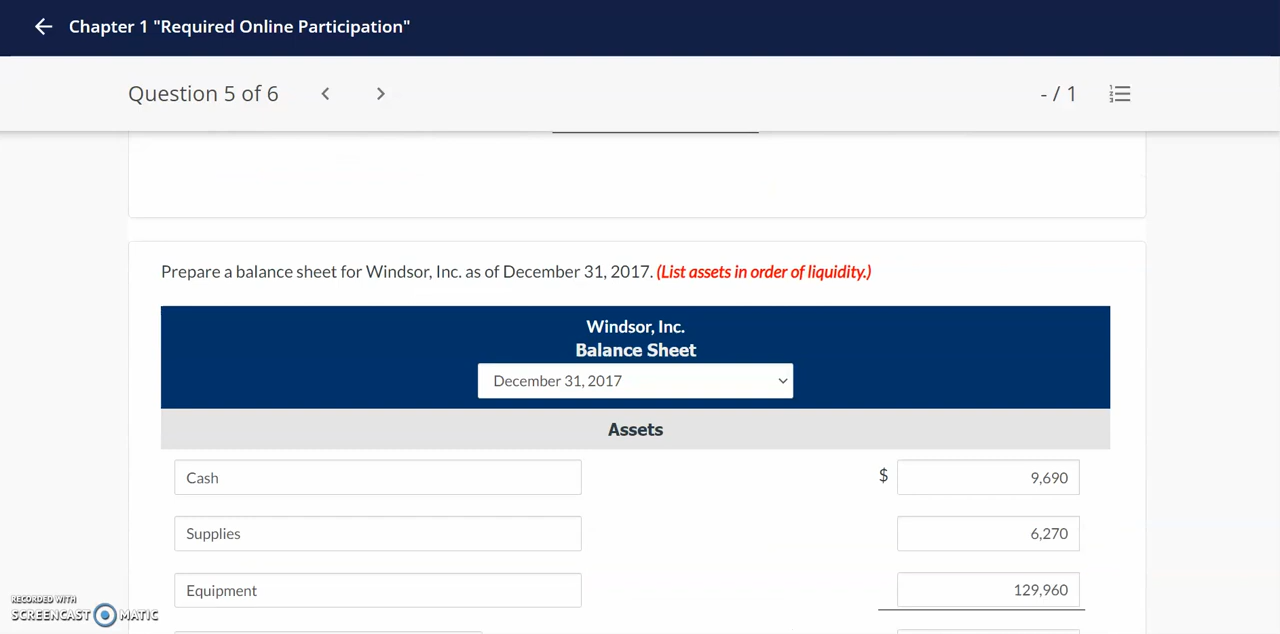 Chapter 1 "Required Online Participation"
Question 5 of 6
- / 1
Prepare a balance sheet for Windsor, Inc. as of December 31, 2017. (List assets in order of liquidity.)
Windsor, Inc.
Balance Sheet
December 31, 2017
Assets
Cash $ 9,690
Supplies 6,270
Equipment 129,960
RECORDED WITH
SCREENCAST MATIC